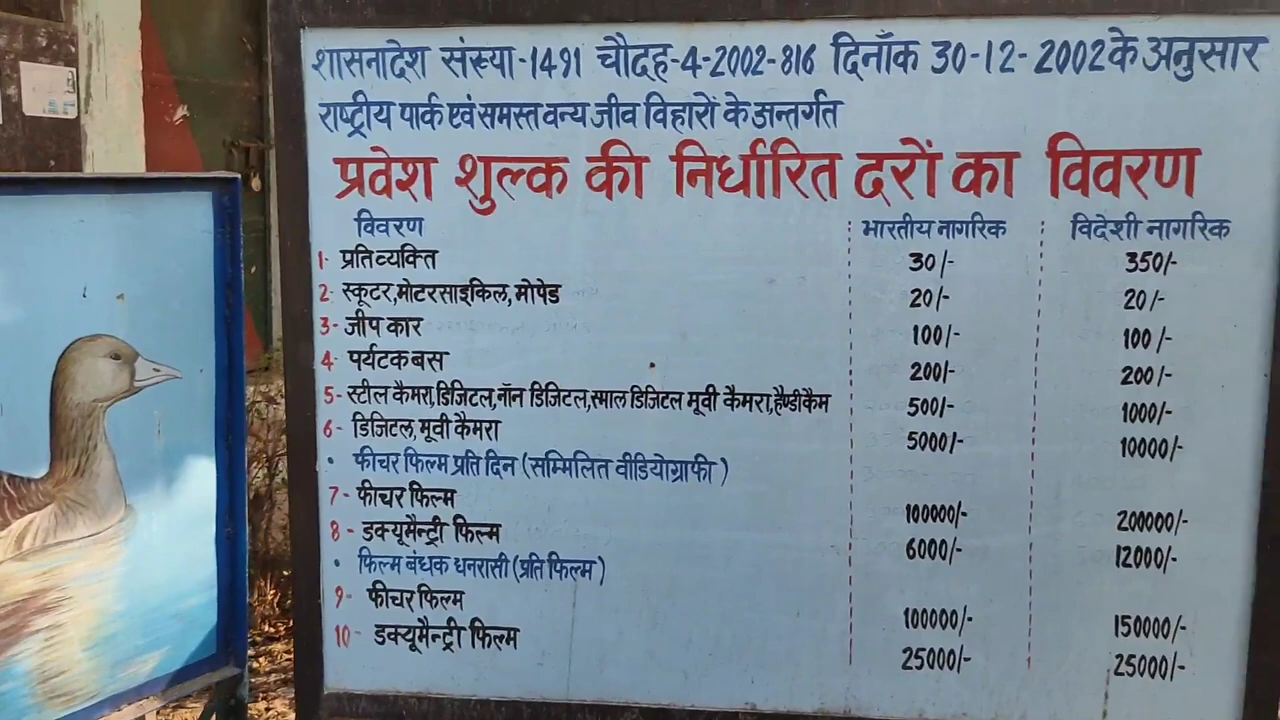 शासनादेश संख्या-1491 चौदह-4-2002-816 दिनाँक 30-12-2002 के अनुसार
राष्ट्रीय पार्क एवं समस्त वन्य जीव विहारों के अन्तर्गत
प्रवेश शुल्क की निर्धारित दरों का विवरण
विवरण भारतीय नागरिक विदेशी नागरिक
1- प्रति व्यक्ति 30/- 350/-
2- स्कूटर, मोटरसाइकिल, मोपेड 20/- 20/-
3- जीप कार 100/- 100/-
4- पर्यटक बस 200/- 200/-
5- स्टील कैमरा, डिजिटल, नॉन डिजिटल, स्माल डिजिटल मूवी कैमरा, हैण्डीकैम 500/- 1000/-
6- डिजिटल, मूवी कैमरा 5000/- 10000/-
• फीचर फिल्म प्रति दिन (सम्मिलित वीडियोग्राफी)
7- फीचर फिल्म 100000/- 200000/-
8- डक्यूमैन्ट्री फिल्म 6000/- 12000/-
• फिल्म बंधक धनरासी (प्रति फिल्म)
9- फीचर फिल्म 100000/- 150000/-
10- डक्यूमैन्ट्री फिल्म 25000/- 25000/-